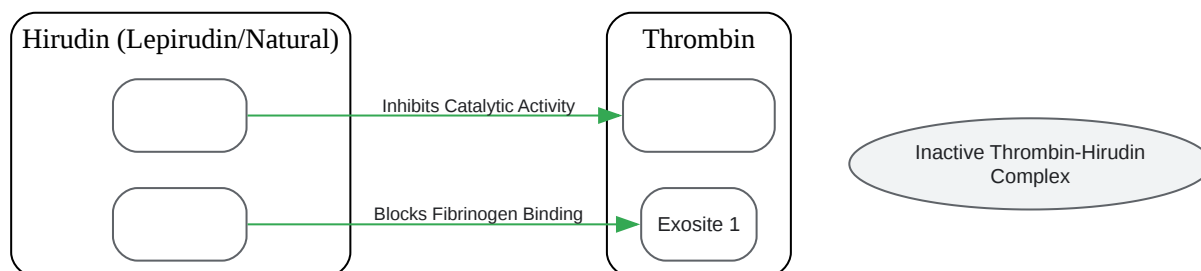 Hirudin (Lepirudin/Natural)
Thrombin
Inhibits Catalytic Activity
Inactive Thrombin-Hirudin
Complex
Blocks Fibrinogen Binding
Exosite 1